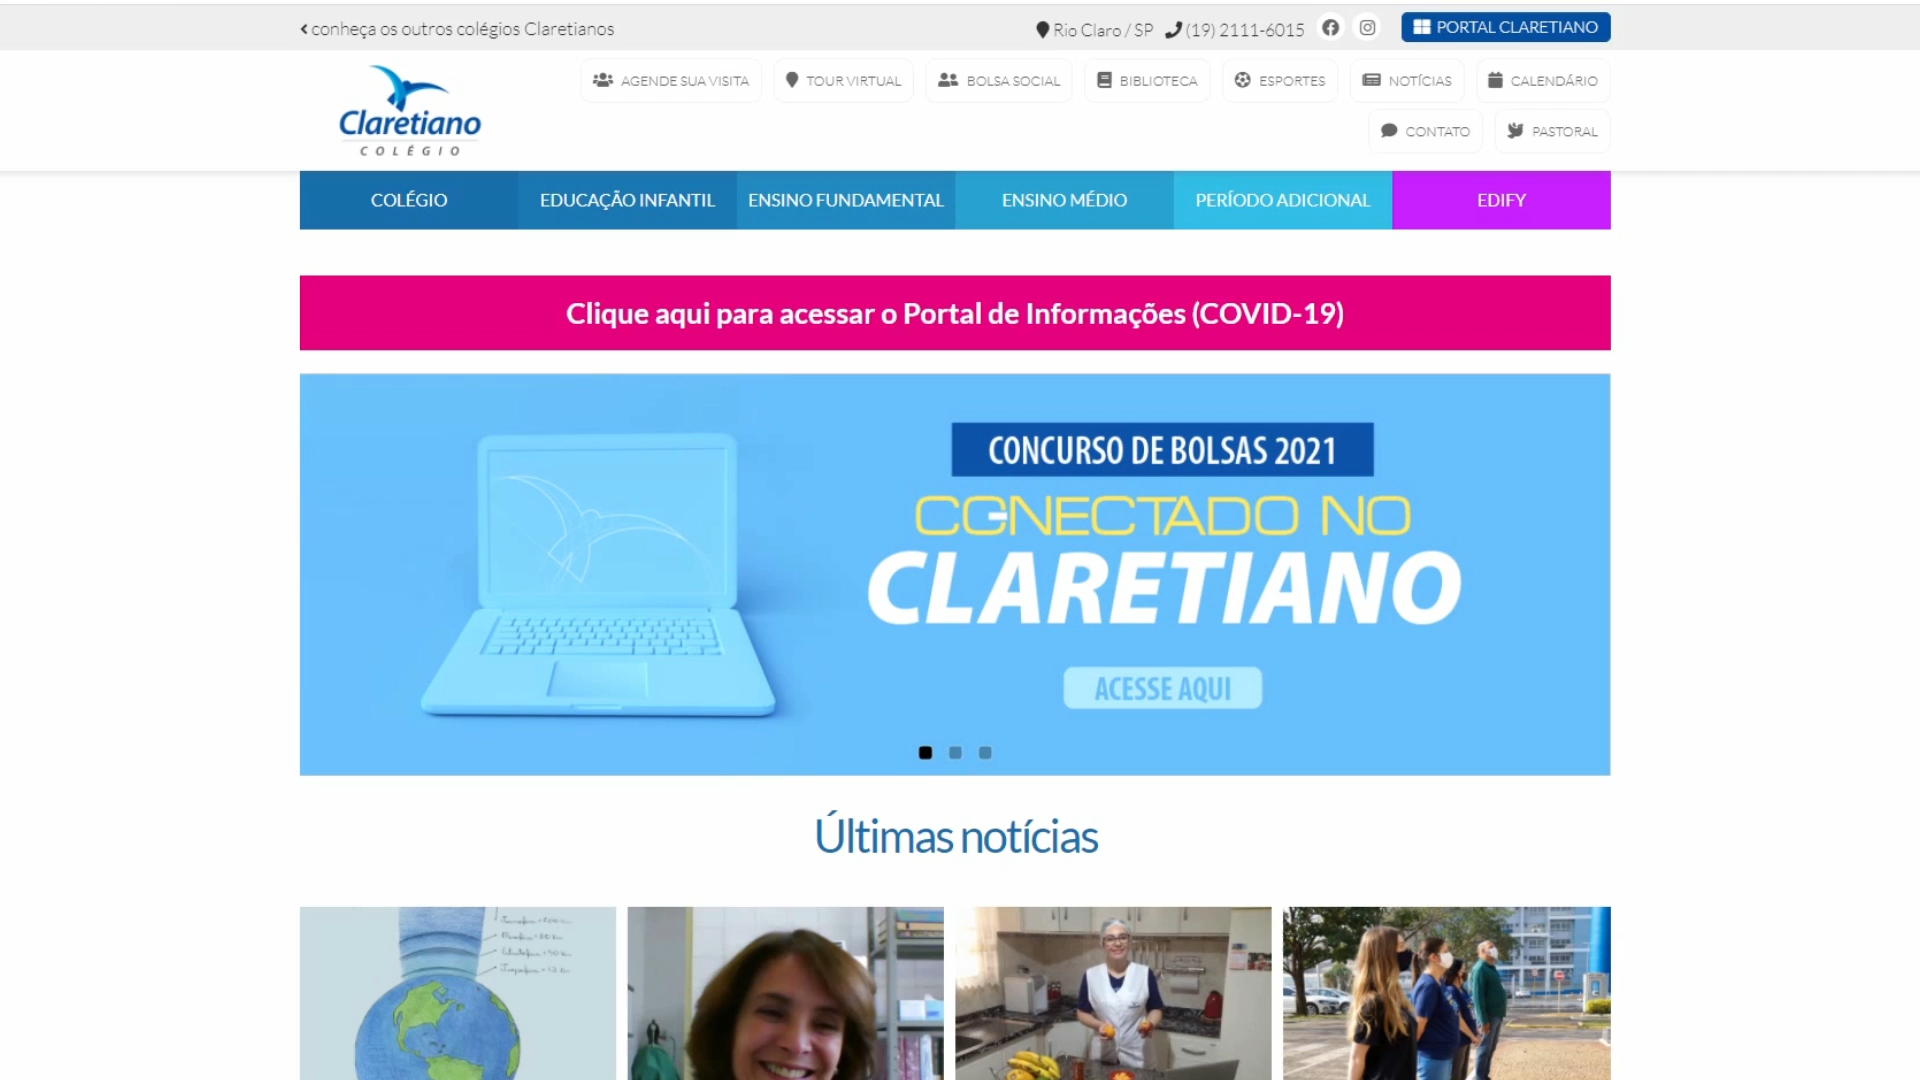 conheça os outros colégios Claretianos
Rio Claro / SP (19) 2111-6015
PORTAL CLARETIANO
Claretiano
COLÉGIO
AGENDE SUA VISITA
TOUR VIRTUAL
BOLSA SOCIAL
BIBLIOTECA
ESPORTES
NOTÍCIAS
CALENDÁRIO
CONTATO
PASTORAL
COLÉGIO
EDUCAÇÃO INFANTIL
ENSINO FUNDAMENTAL
ENSINO MÉDIO
PERÍODO ADICIONAL
EDIFY
Clique aqui para acessar o Portal de Informações (COVID-19)
CONCURSO DE BOLSAS 2021
CONECTADO NO
CLARETIANO
ACESSE AQUI
Últimas notícias